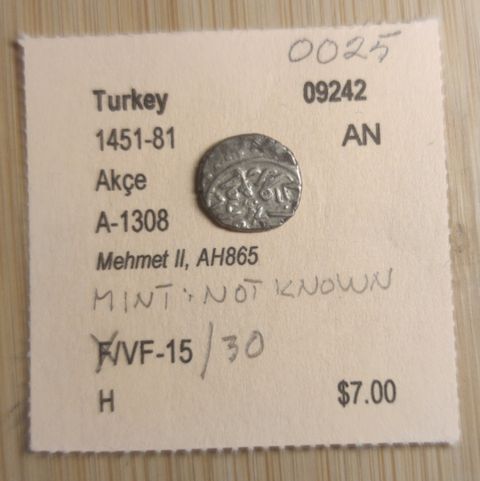 0025
Turkey 09242
1451-81 AN
Akçe
A-1308
Mehmet II, AH865
MINT: NOT KNOWN
F/VF-15/30
H $7.00